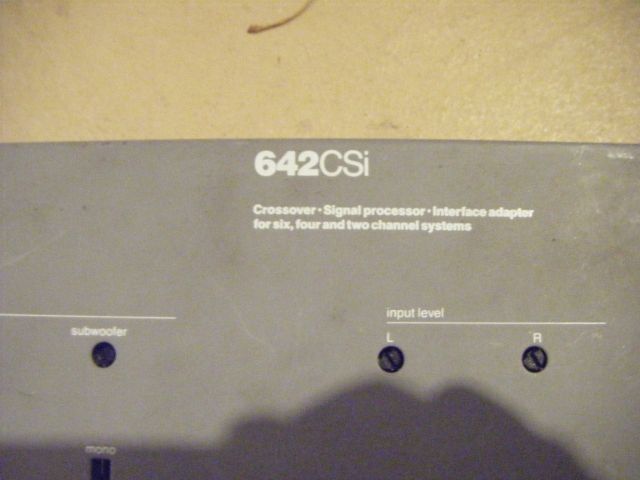 642CSi
Crossover · Signal processor · Interface adapter
for six, four and two channel systems
input level
subwoofer
L
R
mono